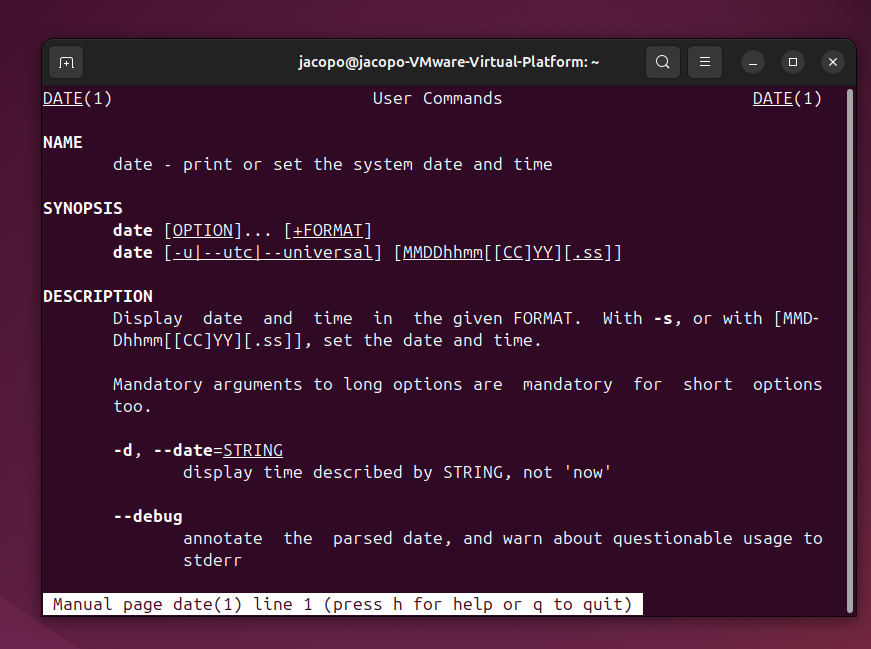 jacopo@jacopo-VMware-Virtual-Platform: ~
DATE(1) User Commands DATE(1)
NAME
date - print or set the system date and time
SYNOPSIS
date [OPTION]... [+FORMAT]
date [-u|--utc|--universal] [MMDDhhmm[[CC]YY][.ss]]
DESCRIPTION
Display date and time in the given FORMAT. With -s, or with [MMD-
Dhhmm[[CC]YY][.ss]], set the date and time.
Mandatory arguments to long options are mandatory for short options
too.
-d, --date=STRING
display time described by STRING, not 'now'
--debug
annotate the parsed date, and warn about questionable usage to
stderr
Manual page date(1) line 1 (press h for help or q to quit)